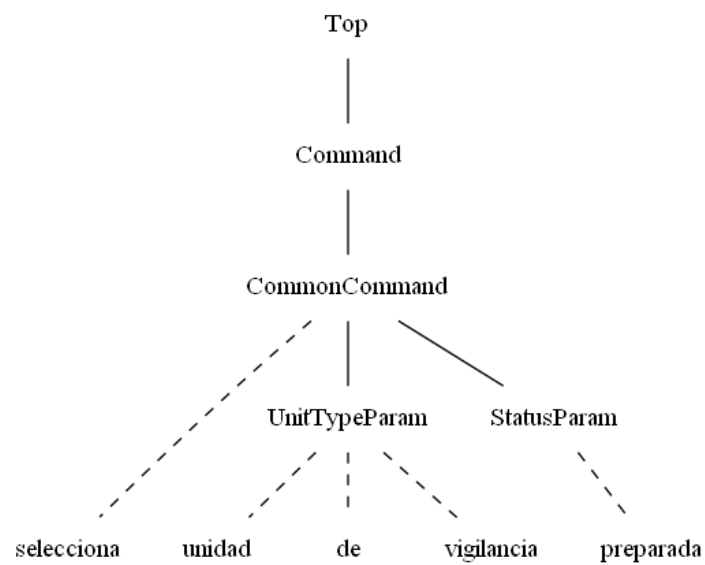 Top
Command
CommonCommand
UnitTypeParam StatusParam
selecciona unidad de vigilancia preparada